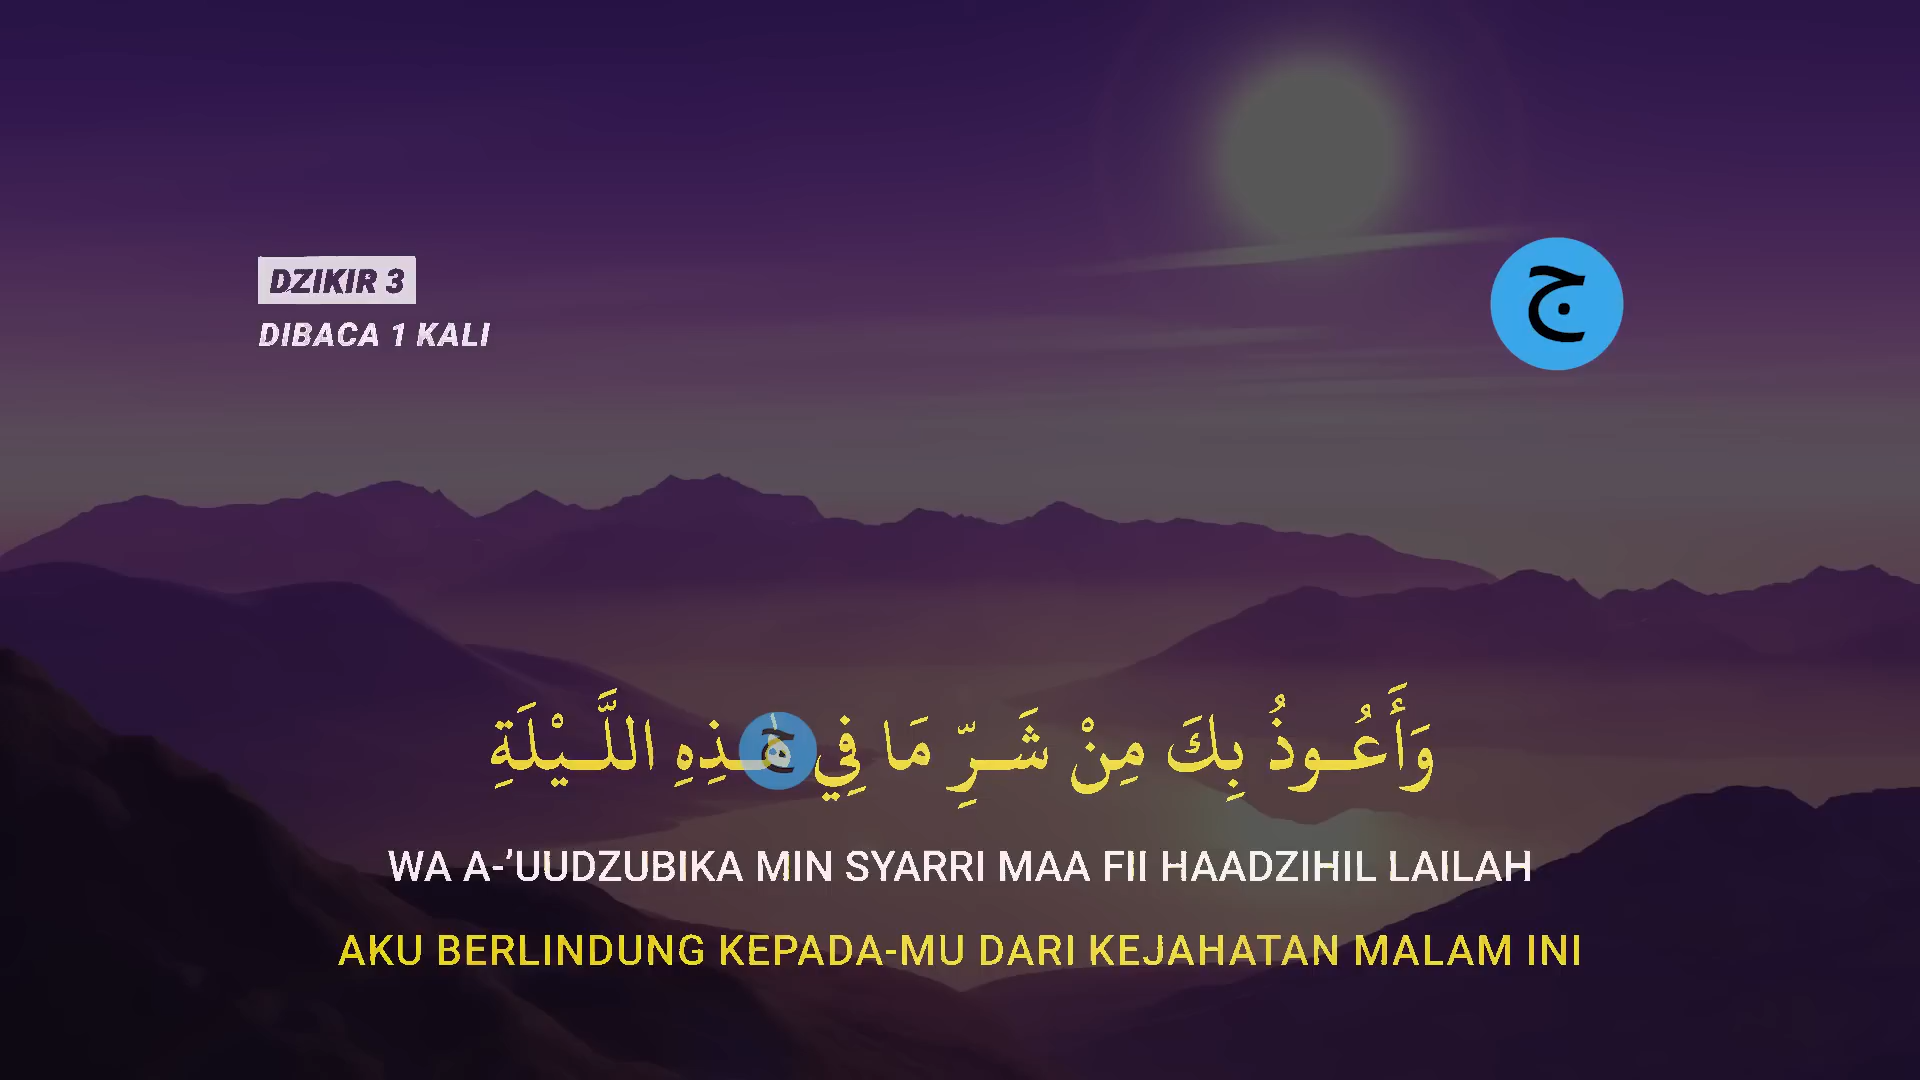 DZIKIR 3
DIBACA 1 KALI
ج
وَأَعُـوذُ بِكَ مِنْ شَـرِّ مَا فِي هٰـذِهِ اللَّـيْلَةِ
ج
WA A-’UUDZUBIKA MIN SYARRI MAA FII HAADZIHIL LAILAH
AKU BERLINDUNG KEPADA-MU DARI KEJAHATAN MALAM INI